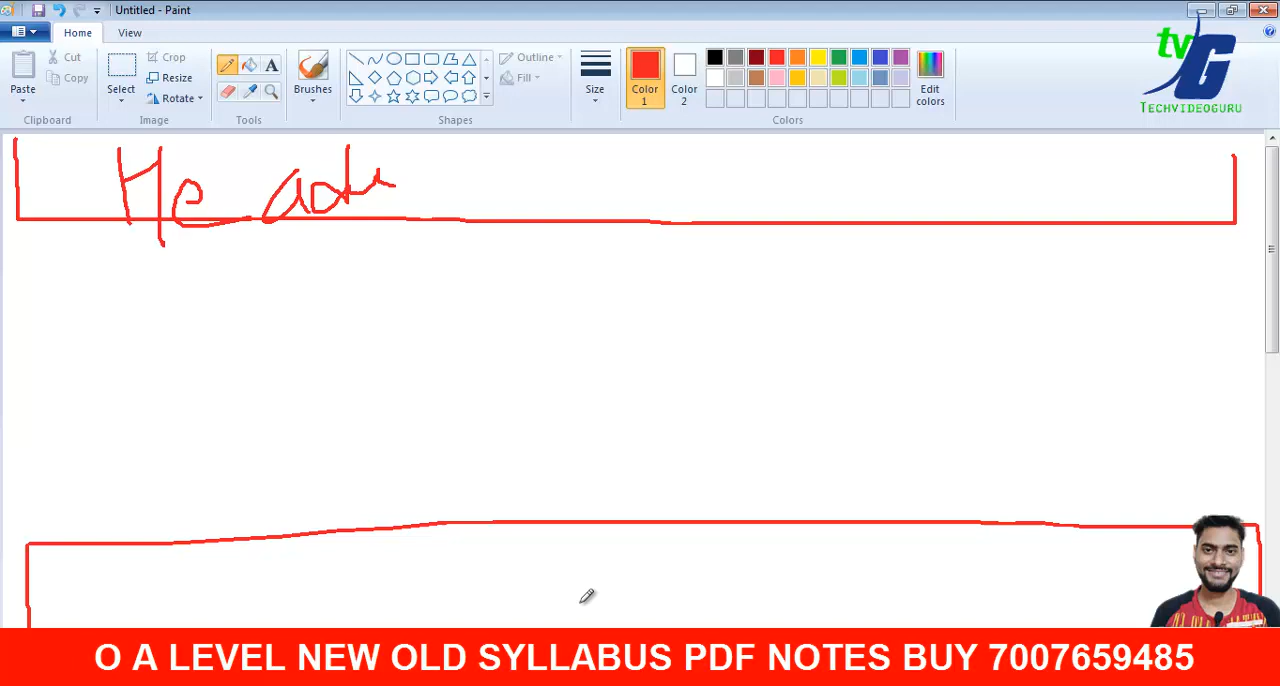 Untitled - Paint
Home View
Paste
Cut
Copy
Clipboard
Select
Crop
Resize
Rotate
Image
Tools
Brushes
Outline
Fill
Shapes
Size
Color 1
Color 2
Edit colors
Colors
tv G
TECHVIDEOGURU
O A LEVEL NEW OLD SYLLABUS PDF NOTES BUY 7007659485